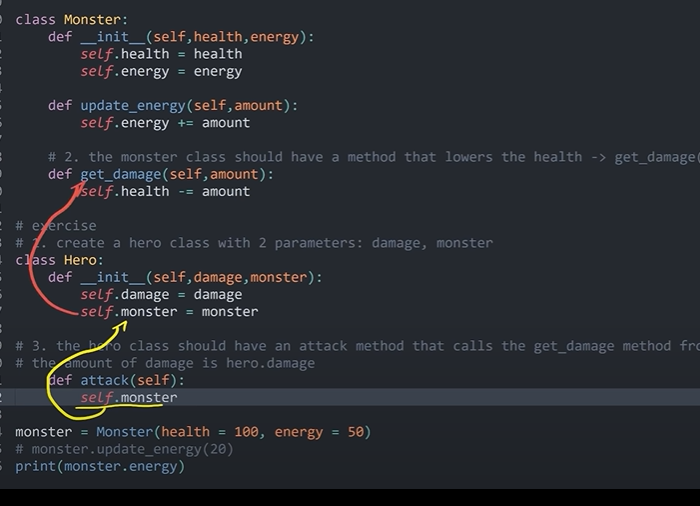 class Monster:
def __init__(self,health,energy):
self.health = health
self.energy = energy
def update_energy(self,amount):
self.energy += amount
# 2. the monster class should have a method that lowers the health -> get_damage(
def get_damage(self,amount):
self.health -= amount
# exercise
# 1. create a hero class with 2 parameters: damage, monster
class Hero:
def __init__(self,damage,monster):
self.damage = damage
self.monster = monster
# 3. the hero class should have an attack method that calls the get_damage method fro
# the amount of damage is hero.damage
def attack(self):
self.monster
monster = Monster(health = 100, energy = 50)
# monster.update_energy(20)
print(monster.energy)